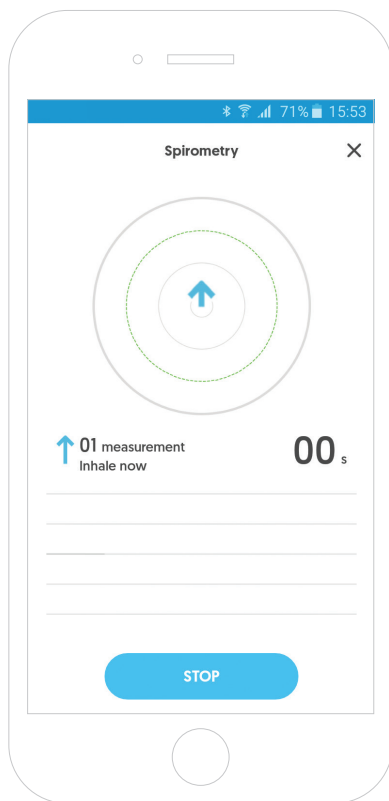 71% 15:53
Spirometry
01 measurement
Inhale now
00 s
STOP